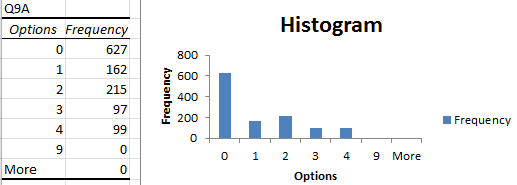 Q9A
Options Frequency
0 627
1 162
2 215
3 97
4 99
9 0
More 0
Histogram
Frequency
800
600
400
200
0
0 1 2 3 4 9 More
Options
Frequency